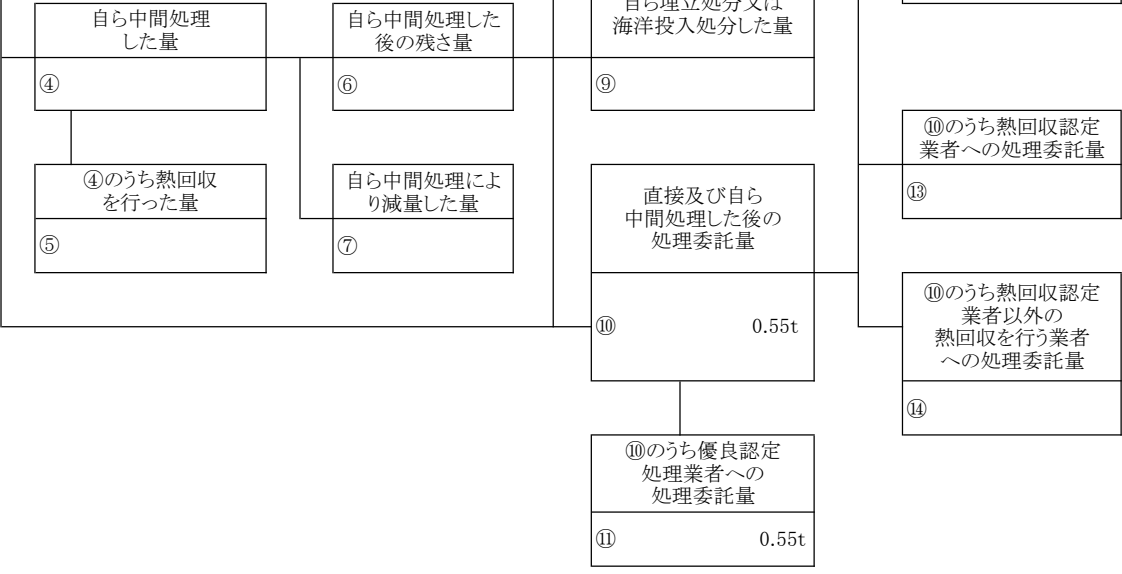 自ら中間処理
した量
④
自ら中間処理した
後の残さ量
⑥
自ら埋立処分又は
海洋投入処分した量
⑨
④のうち熱回収
を行った量
⑤
自ら中間処理によ
り減量した量
⑦
直接及び自ら
中間処理した後の
処理委託量
⑩ 0.55t
⑩のうち優良認定
処理業者への
処理委託量
⑪ 0.55t
⑩のうち熱回収認定
業者への処理委託量
⑬
⑩のうち熱回収認定
業者以外の
熱回収を行う業者
への処理委託量
⑭